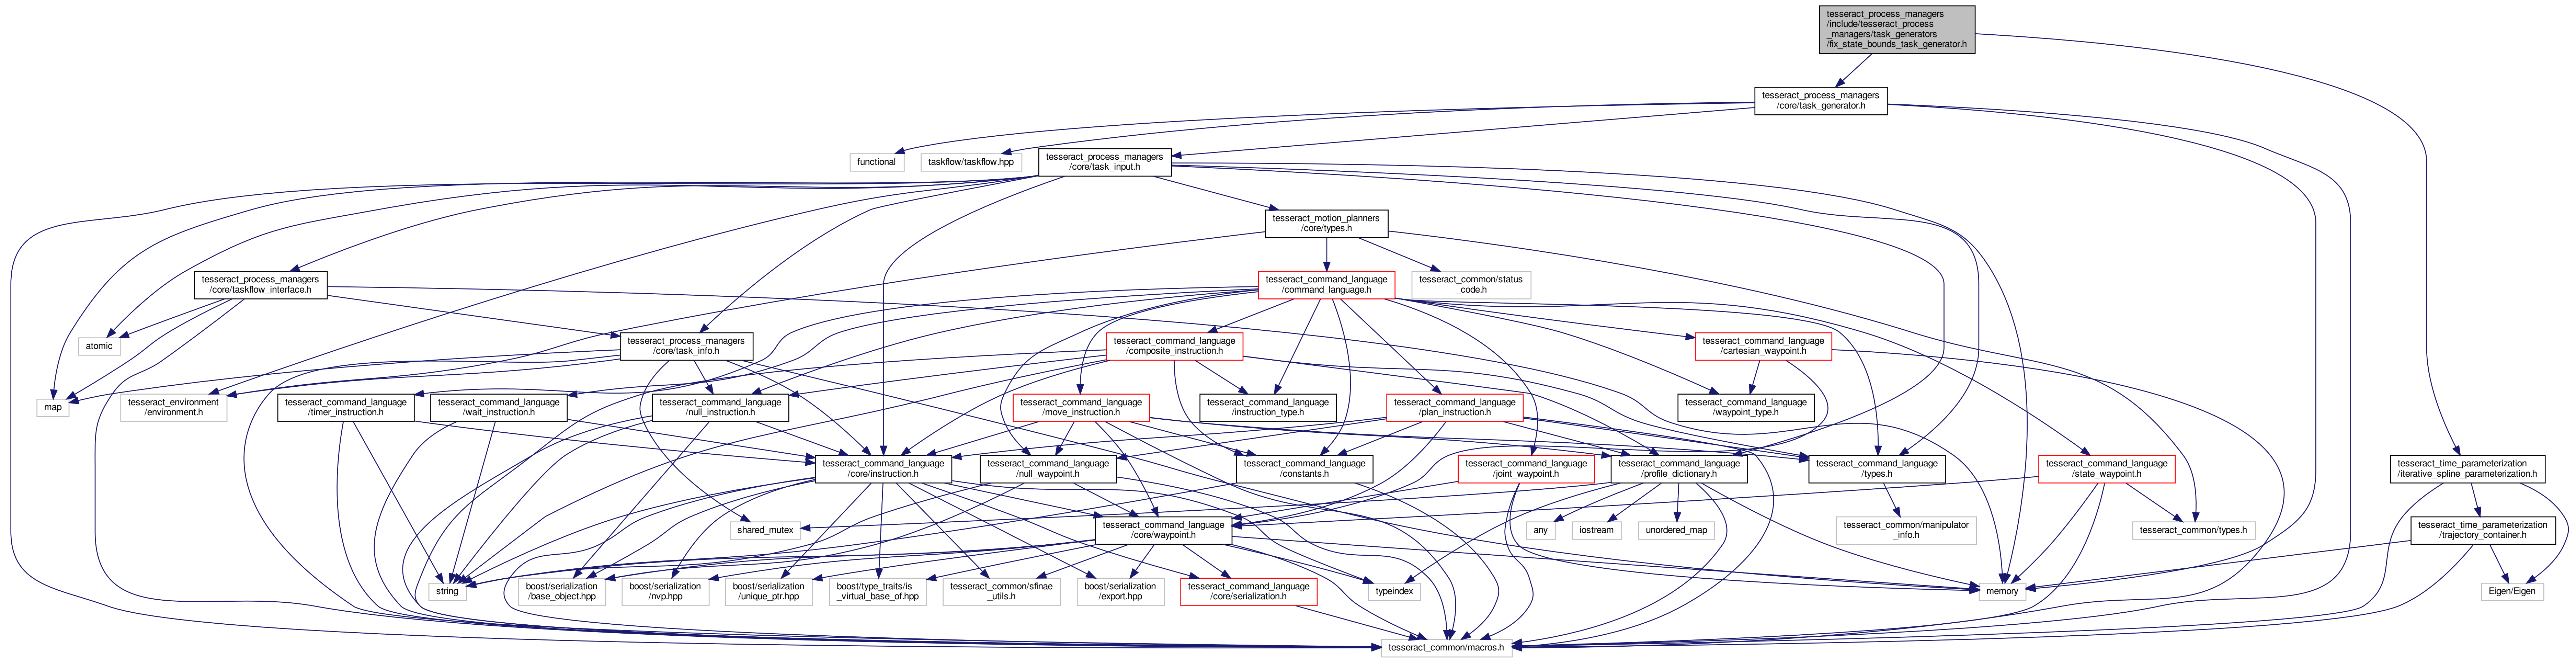 tesseract_process_managers
/include/tesseract_process
_managers/task_generators
/fix_state_bounds_task_generator.h
tesseract_process_managers
/core/task_generator.h
functional
taskflow/taskflow.hpp
tesseract_process_managers
/core/task_input.h
tesseract_motion_planners
/core/types.h
tesseract_process_managers
/core/taskflow_interface.h
tesseract_command_language
/command_language.h
tesseract_common/status
_code.h
atomic
tesseract_process_managers
/core/task_info.h
tesseract_command_language
/composite_instruction.h
tesseract_command_language
/cartesian_waypoint.h
map
tesseract_environment
/environment.h
tesseract_command_language
/timer_instruction.h
tesseract_command_language
/wait_instruction.h
tesseract_command_language
/null_instruction.h
tesseract_command_language
/move_instruction.h
tesseract_command_language
/instruction_type.h
tesseract_command_language
/plan_instruction.h
tesseract_command_language
/waypoint_type.h
tesseract_command_language
/core/instruction.h
tesseract_command_language
/null_waypoint.h
tesseract_command_language
/constants.h
tesseract_command_language
/joint_waypoint.h
tesseract_command_language
/profile_dictionary.h
tesseract_command_language
/types.h
tesseract_command_language
/state_waypoint.h
tesseract_time_parameterization
/iterative_spline_parameterization.h
shared_mutex
tesseract_command_language
/core/waypoint.h
any
iostream
unordered_map
tesseract_common/manipulator
_info.h
tesseract_common/types.h
tesseract_time_parameterization
/trajectory_container.h
string
boost/serialization
/base_object.hpp
boost/serialization
/nvp.hpp
boost/serialization
/unique_ptr.hpp
boost/type_traits/is
_virtual_base_of.hpp
tesseract_common/sfinae
_utils.h
boost/serialization
/export.hpp
tesseract_command_language
/core/serialization.h
typeindex
memory
Eigen/Eigen
tesseract_common/macros.h